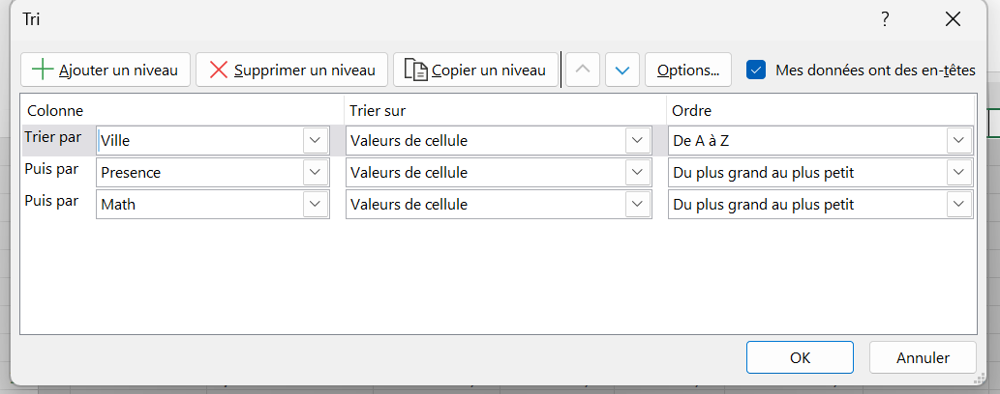 Tri ?
Ajouter un niveau Supprimer un niveau Copier un niveau Options... Mes données ont des en-têtes
Colonne Trier sur Ordre
Trier par Ville Valeurs de cellule De A à Z
Puis par Presence Valeurs de cellule Du plus grand au plus petit
Puis par Math Valeurs de cellule Du plus grand au plus petit
OK Annuler